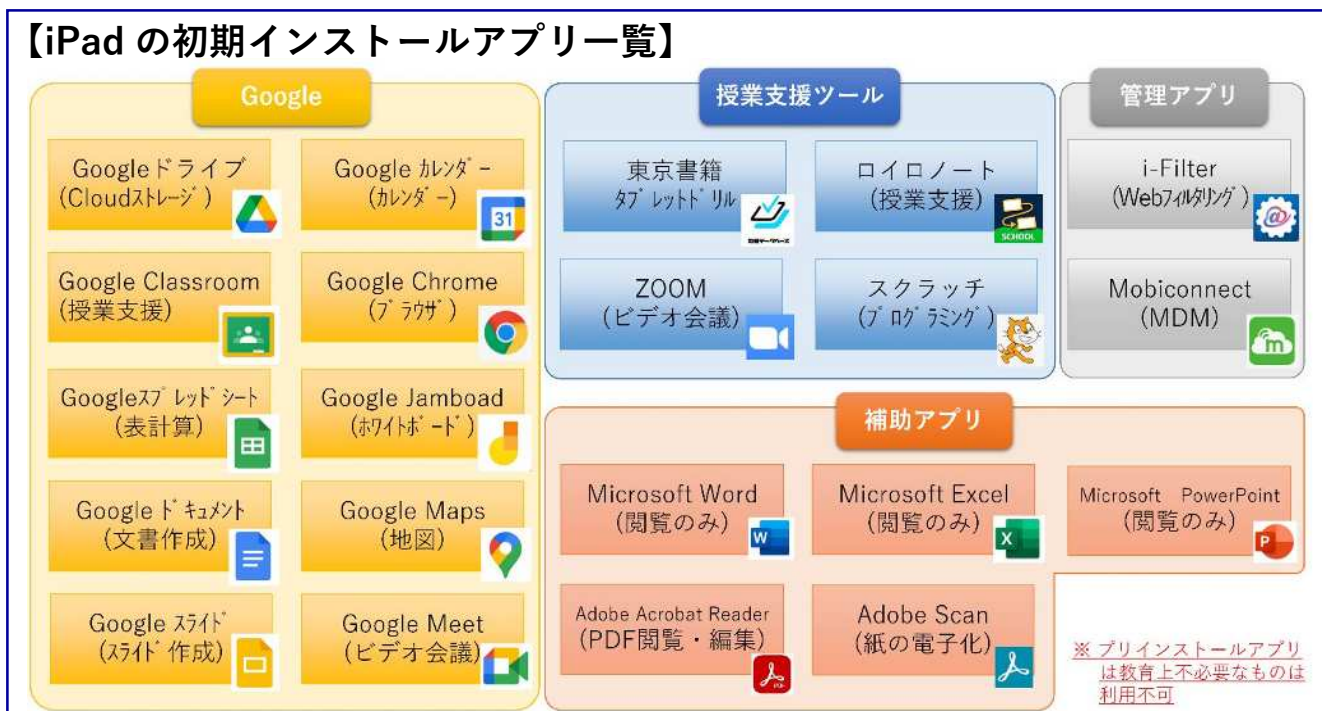 【iPad の初期インストールアプリ一覧】
Google
Googleドライブ
(Cloudストレージ)
Google カレンダー
(カレンダー)
31
Google Classroom
(授業支援)
Google Chrome
(ブラウザ)
Googleスプレッドシート
(表計算)
Google Jamboad
(ホワイトボード)
Google ドキュメント
(文書作成)
Google Maps
(地図)
Google スライド
(スライド作成)
Google Meet
(ビデオ会議)
授業支援ツール
東京書籍
タブレットドリル
ロイロノート
(授業支援)
SCHOOL
ZOOM
(ビデオ会議)
スクラッチ
(プログラミング)
管理アプリ
i-Filter
(Webフィルタリング)
@
Mobiconnect
(MDM)
m
補助アプリ
Microsoft Word
(閲覧のみ)
W
Microsoft Excel
(閲覧のみ)
X
Microsoft PowerPoint
(閲覧のみ)
P
Adobe Acrobat Reader
(PDF閲覧・編集)
PDF
Adobe Scan
(紙の電子化)
※ プリインストールアプリ
は教育上不必要なものは
利用不可